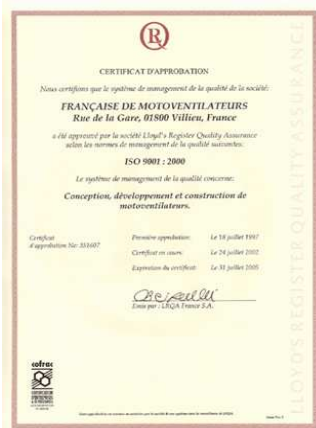 CERTIFICAT D'APPROBATION
Nous certifions que le système de management de la qualité de la société:
FRANÇAISE DE MOTOVENTILATEURS
Rue de la Gare, 01800 Villieu, France
a été approuvé par la société Lloyd's Register Quality Assurance
selon les normes de management de la qualité suivantes:
ISO 9001 : 2000
Le système de management de la qualité concerne:
Conception, développement et construction de
motoventilateurs.
Certificat
d'approbation No:
Première approbation: Le 18 juillet 1997
Certificat en cours: Le 24 juillet 2002
Expiration du certificat: Le 31 juillet 2005
Emis par : LRQA France S.A.
cofrac
LLOYD'S REGISTER QUALITY ASSURANCE